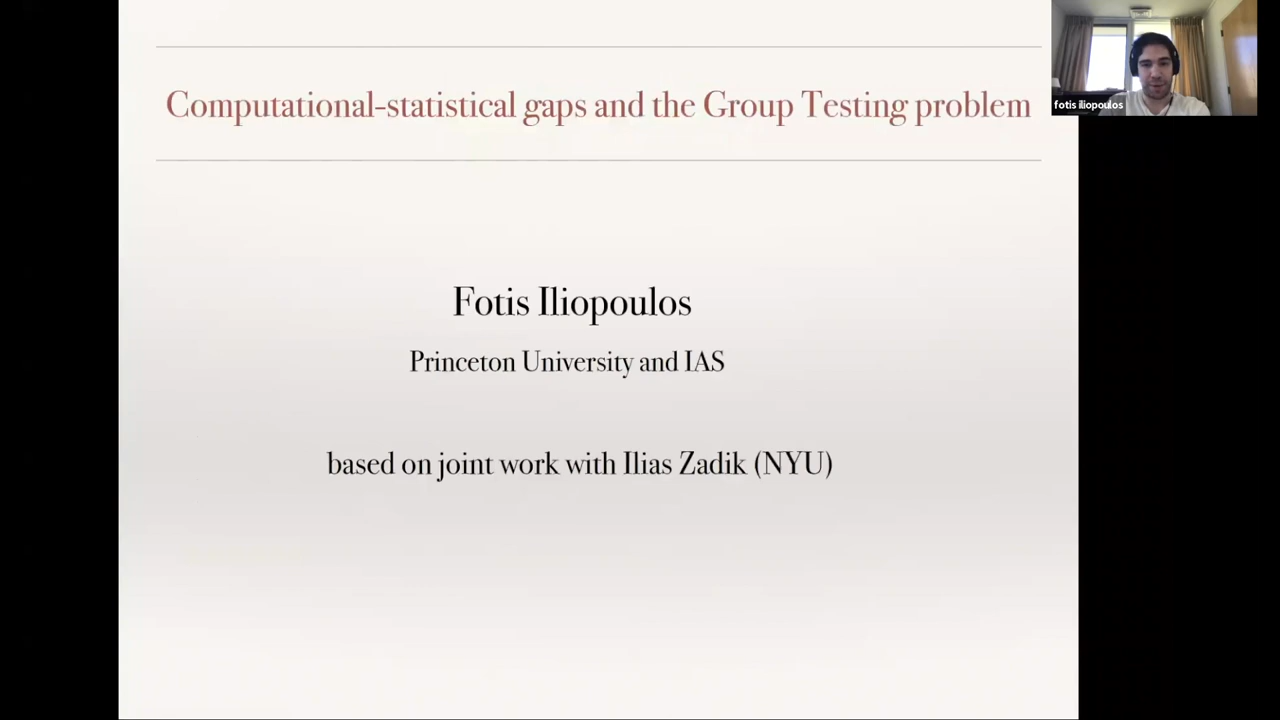 Computational-statistical gaps and the Group Testing problem
fotis iliopoulos
Fotis Iliopoulos
Princeton University and IAS
based on joint work with Ilias Zadik (NYU)